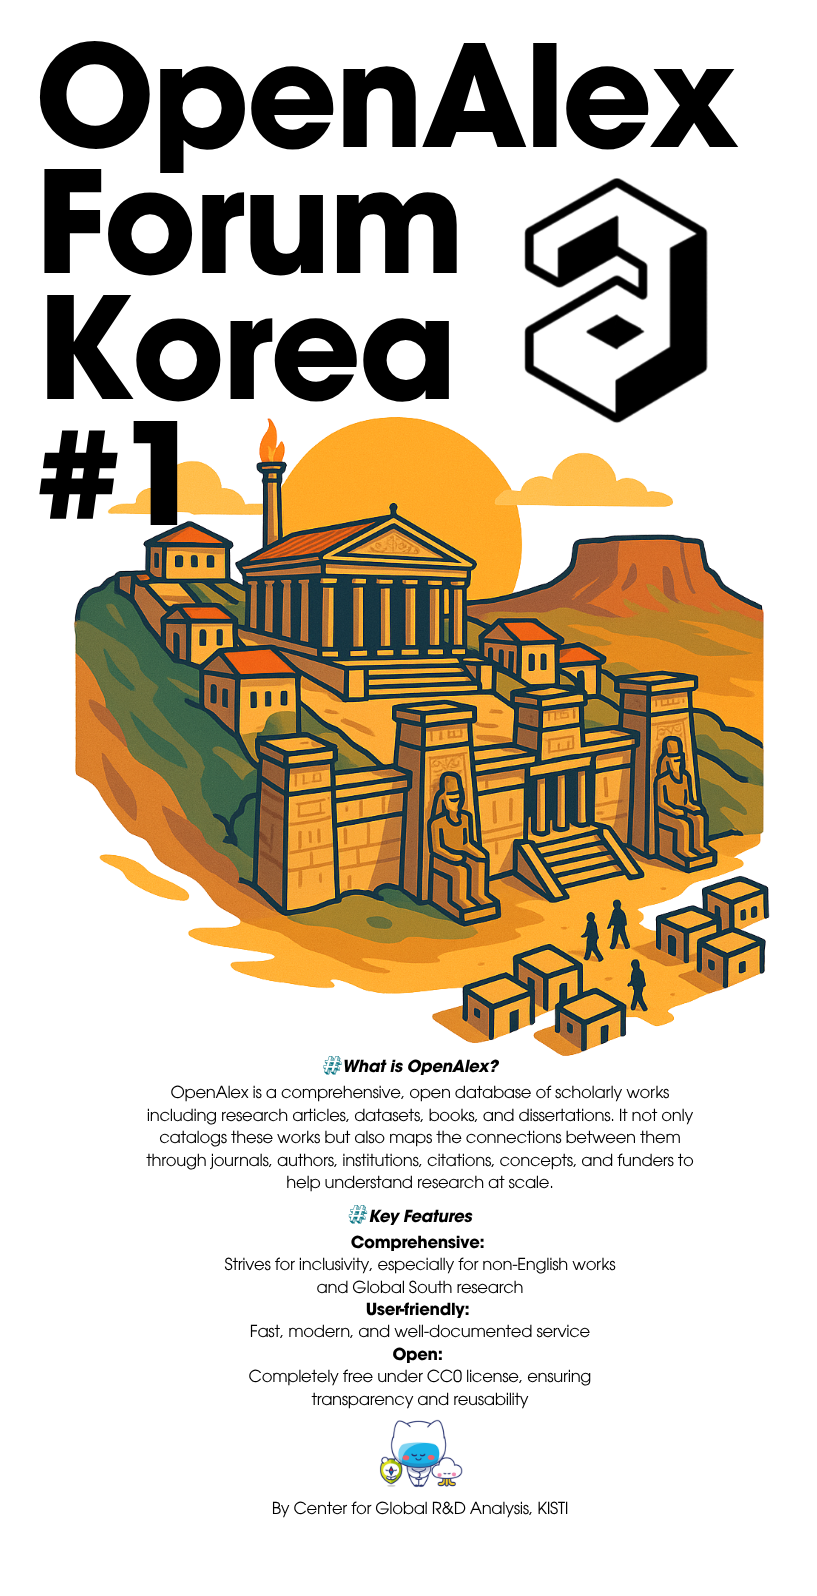 OpenAlex
Forum
Korea
#1
#What is OpenAlex?
OpenAlex is a comprehensive, open database of scholarly works
including research articles, datasets, books, and dissertations. It not only
catalogs these works but also maps the connections between them
through journals, authors, institutions, citations, concepts, and funders to
help understand research at scale.
#Key Features
Comprehensive:
Strives for inclusivity, especially for non-English works
and Global South research
User-friendly:
Fast, modern, and well-documented service
Open:
Completely free under CC0 license, ensuring
transparency and reusability
By Center for Global R&D Analysis, KISTI